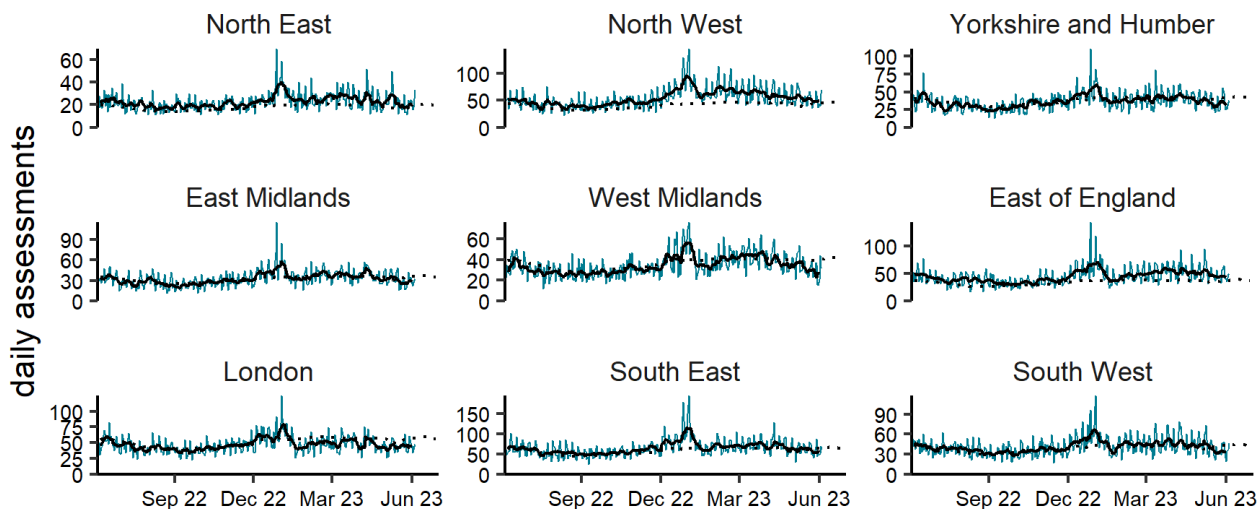 North East
North West
Yorkshire and Humber
60
40
20
0
100
50
0
100
75
50
25
0
daily assessments
East Midlands
West Midlands
East of England
90
60
30
0
60
40
20
0
100
50
0
London
South East
South West
100
75
50
25
0
150
100
50
0
90
60
30
0
Sep 22 Dec 22 Mar 23 Jun 23
Sep 22 Dec 22 Mar 23 Jun 23
Sep 22 Dec 22 Mar 23 Jun 23